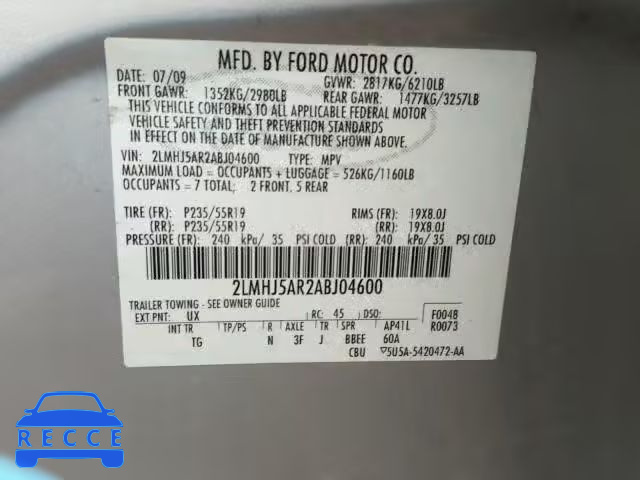 MFD. BY FORD MOTOR CO.
DATE: 07/09 GVWR: 2817KG/6210LB
FRONT GAWR: 1352KG/2980LB REAR GAWR: 1477KG/3257LB
THIS VEHICLE CONFORMS TO ALL APPLICABLE FEDERAL MOTOR
VEHICLE SAFETY AND THEFT PREVENTION STANDARDS
IN EFFECT ON THE DATE OF MANUFACTURE SHOWN ABOVE.
VIN: 2LMHJ5AR2ABJ04600 TYPE: MPV
MAXIMUM LOAD = OCCUPANTS + LUGGAGE = 526KG/1160LB
OCCUPANTS = 7 TOTAL; 2 FRONT, 5 REAR
TIRE (FR): P235/55R19 RIMS (FR): 19X8.0J
(RR): P235/55R19 (RR): 19X8.0J
PRESSURE (FR): 240 kPa/ 35 PSI COLD (RR): 240 kPa/ 35 PSI COLD
2LMHJ5AR2ABJ04600
TRAILER TOWING - SEE OWNER GUIDE
EXT PNT: UX RC: 45 DSO: F0048
INT TR TP/PS R AXLE TR SPR AP41L R0073
TG N 3F J BBEE 60A
CBU ▽5U5A-5420472-AA
RECCE